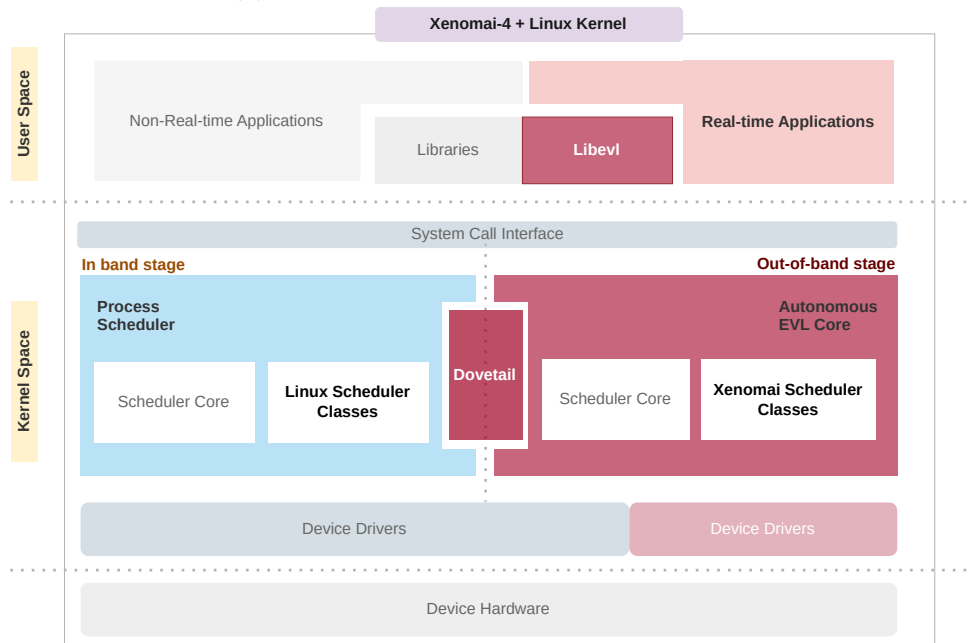 Xenomai-4 + Linux Kernel
User Space
Non-Real-time Applications
Libraries
Libevl
Real-time Applications
System Call Interface
In band stage
Out-of-band stage
Kernel Space
Process
Scheduler
Scheduler Core
Linux Scheduler
Classes
Dovetail
Autonomous
EVL Core
Scheduler Core
Xenomai Scheduler
Classes
Device Drivers
Device Drivers
Device Hardware